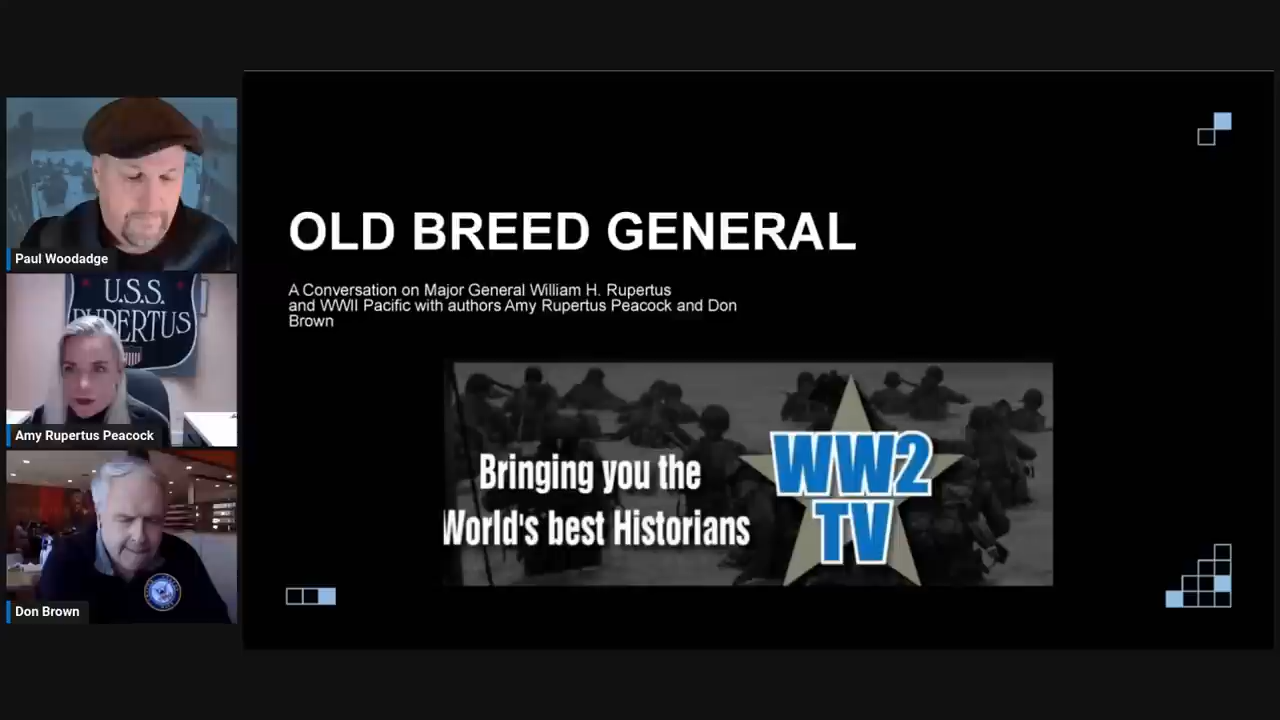 OLD BREED GENERAL
A Conversation on Major General William H. Rupertus
and WWII Pacific with authors Amy Rupertus Peacock and Don
Brown
Bringing you the
World's best Historians
WW2
TV
Paul Woodadge
U.S.S.
RUPERTUS
Amy Rupertus Peacock
Don Brown